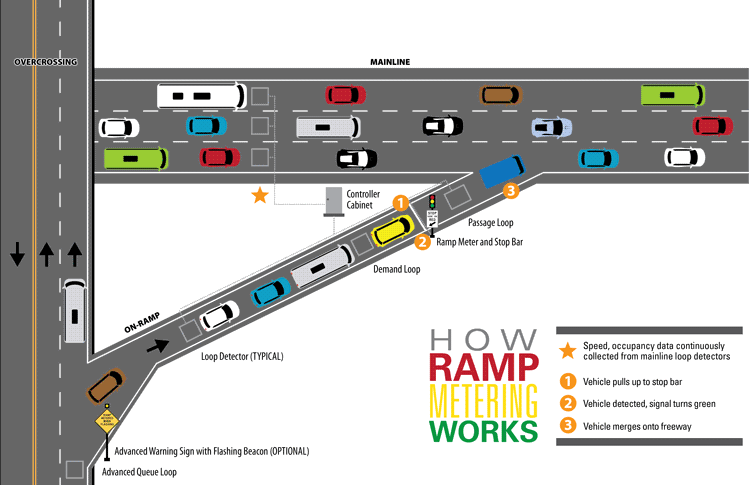 OVERCROSSING
MAINLINE
Controller
Cabinet
1
3
Passage Loop
2
Ramp Meter and Stop Bar
Demand Loop
ON-RAMP
Loop Detector (TYPICAL)
HOW
RAMP
METERING
WORKS
Speed, occupancy data continuously
collected from mainline loop detectors
1 Vehicle pulls up to stop bar
2 Vehicle detected, signal turns green
3 Vehicle merges onto freeway
Advanced Warning Sign with Flashing Beacon (OPTIONAL)
Advanced Queue Loop